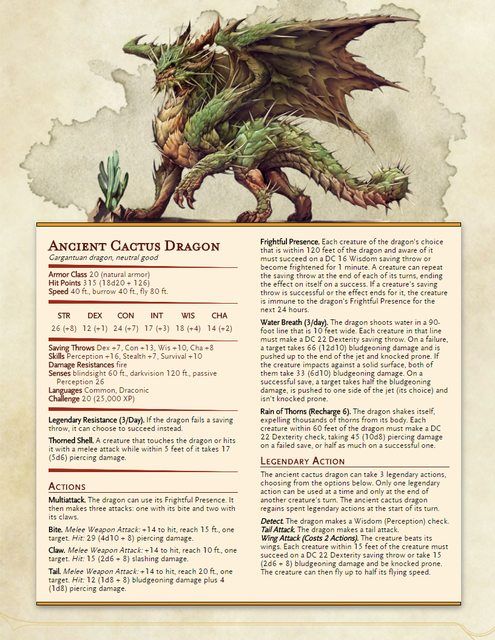 Ancient Cactus Dragon
Gargantuan dragon, neutral good
Armor Class 20 (natural armor)
Hit Points 315 (18d20 + 126)
Speed 40 ft., burrow 40 ft., fly 80 ft.
STR DEX CON INT WIS CHA
26 (+8) 12 (+1) 24 (+7) 17 (+3) 18 (+4) 14 (+2)
Saving Throws Dex +7, Con +13, Wis +10, Cha +8
Skills Perception +16, Stealth +7, Survival +10
Damage Resistances fire
Senses blindsight 60 ft., darkvision 120 ft., passive
Perception 26
Languages Common, Draconic
Challenge 20 (25,000 XP)
Legendary Resistance (3/Day). If the dragon fails a saving
throw, it can choose to succeed instead.
Thorned Shell. A creature that touches the dragon or hits
it with a melee attack while within 5 feet of it takes 17
(5d6) piercing damage.
Actions
Multiattack. The dragon can use its Frightful Presence. It
then makes three attacks: one with its bite and two with
its claws.
Bite. Melee Weapon Attack: +14 to hit, reach 15 ft., one
target. Hit: 29 (4d10 + 8) piercing damage.
Claw. Melee Weapon Attack: +14 to hit, reach 10 ft., one
target. Hit: 15 (2d6 + 8) slashing damage.
Tail. Melee Weapon Attack: +14 to hit, reach 20 ft., one
target. Hit: 12 (1d8 + 8) bludgeoning damage plus 4
(1d8) piercing damage.
Frightful Presence. Each creature of the dragon's choice
that is within 120 feet of the dragon and aware of it
must succeed on a DC 16 Wisdom saving throw or
become frightened for 1 minute. A creature can repeat
the saving throw at the end of each of its turns, ending
the effect on itself on a success. If a creature's saving
throw is successful or the effect ends for it, the creature
is immune to the dragon's Frightful Presence for the
next 24 hours.
Water Breath (3/day). The dragon shoots water in a 90-
foot line that is 10 feet wide. Each creature in that line
must make a DC 22 Dexterity saving throw. On a failure,
a target takes 66 (12d10) bludgeoning damage and is
pushed up to the end of the jet and knocked prone. If
the creature impacts against a solid surface, both of
them take 33 (6d10) bludgeoning damage. On a
successful save, a target takes half the bludgeoning
damage, is pushed to one side of the jet (its choice) and
isn't knocked prone.
Rain of Thorns (Recharge 6). The dragon shakes itself,
expelling thousands of thorns from its body. Each
creature within 60 feet of the dragon must make a DC
22 Dexterity check, taking 45 (10d8) piercing damage
on a failed save, or half as much on a successful one.
Legendary Action
The ancient cactus dragon can take 3 legendary actions,
choosing from the options below. Only one legendary
action can be used at a time and only at the end of
another creature's turn. The ancient cactus dragon
regains spent legendary actions at the start of its turn.
Detect. The dragon makes a Wisdom (Perception) check.
Tail Attack. The dragon makes a tail attack.
Wing Attack (Costs 2 Actions). The creature beats its
wings. Each creature within 15 feet of the creature must
succeed on a DC 22 Dexterity saving throw or take 15
(2d6 + 8) bludgeoning damage and be knocked prone.
The creature can then fly up to half its flying speed.